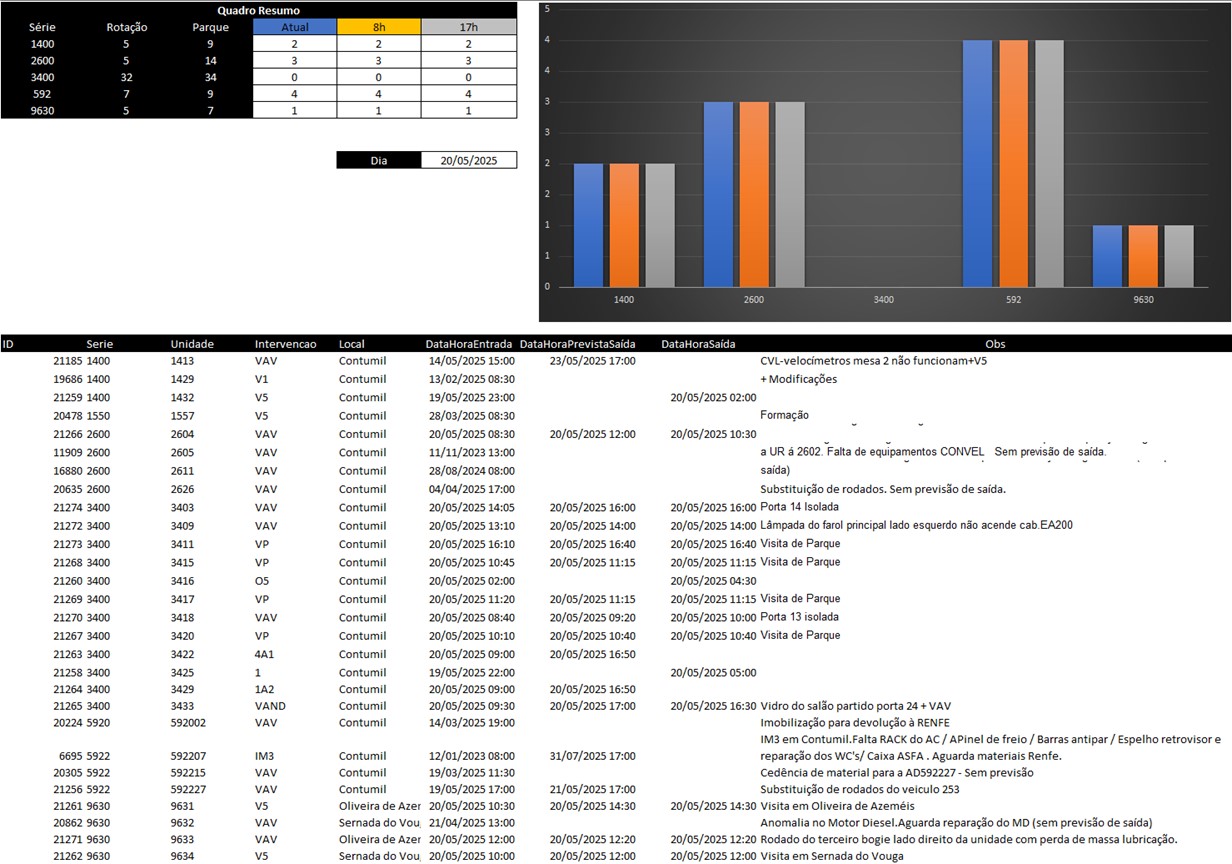 Quadro Resumo
Série Rotação Parque Atual 8h 17h
1400 5 9 2 2 2
2600 5 14 3 3 3
3400 32 34 0 0 0
592 7 9 4 4 4
9630 5 7 1 1 1
Dia 20/05/2025
5
4
4
3
3
2
2
1
1
0
1400 2600 3400 592 9630
ID Serie Unidade Intervencao Local DataHoraEntrada DataHoraPrevistaSaída DataHoraSaída Obs
21185 1400 1413 VAV Contumil 14/05/2025 15:00 23/05/2025 17:00 CVL-velocímetros mesa 2 não funcionam+V5
19686 1400 1429 V1 Contumil 13/02/2025 08:30 + Modificações
21259 1400 1432 V5 Contumil 19/05/2025 23:00 20/05/2025 02:00
20478 1550 1557 V5 Contumil 28/03/2025 08:30 Formação
21266 2600 2604 VAV Contumil 20/05/2025 08:30 20/05/2025 12:00 20/05/2025 10:30
11909 2600 2605 VAV Contumil 11/11/2023 13:00 a UR á 2602. Falta de equipamentos CONVEL Sem previsão de saída.
16880 2600 2611 VAV Contumil 28/08/2024 08:00 saída)
20635 2600 2626 VAV Contumil 04/04/2025 17:00 Substituição de rodados. Sem previsão de saída.
21274 3400 3403 VAV Contumil 20/05/2025 14:05 20/05/2025 16:00 20/05/2025 16:00 Porta 14 Isolada
21272 3400 3409 VAV Contumil 20/05/2025 13:10 20/05/2025 14:00 20/05/2025 14:00 Lâmpada do farol principal lado esquerdo não acende cab.EA200
21273 3400 3411 VP Contumil 20/05/2025 16:10 20/05/2025 16:40 20/05/2025 16:40 Visita de Parque
21268 3400 3415 VP Contumil 20/05/2025 10:45 20/05/2025 11:15 20/05/2025 11:15 Visita de Parque
21260 3400 3416 O5 Contumil 20/05/2025 02:00 20/05/2025 04:30
21269 3400 3417 VP Contumil 20/05/2025 11:20 20/05/2025 11:15 20/05/2025 11:15 Visita de Parque
21270 3400 3418 VAV Contumil 20/05/2025 08:40 20/05/2025 09:20 20/05/2025 10:00 Porta 13 isolada
21267 3400 3420 VP Contumil 20/05/2025 10:10 20/05/2025 10:40 20/05/2025 10:40 Visita de Parque
21263 3400 3422 4A1 Contumil 20/05/2025 09:00 20/05/2025 16:50
21258 3400 3425 1 Contumil 19/05/2025 22:00 20/05/2025 05:00
21264 3400 3429 1A2 Contumil 20/05/2025 09:00 20/05/2025 16:50
21265 3400 3433 VAND Contumil 20/05/2025 09:30 20/05/2025 17:00 20/05/2025 16:30 Vidro do salão partido porta 24 + VAV
20224 5920 592002 VAV Contumil 14/03/2025 19:00 Imobilização para devolução à RENFE
IM3 em Contumil.Falta RACK do AC / APinel de freio / Barras antipar / Espelho retrovisor e
6695 5922 592207 IM3 Contumil 12/01/2023 08:00 31/07/2025 17:00 reparação dos WC's/ Caixa ASFA . Aguarda materiais Renfe.
20305 5922 592215 VAV Contumil 19/03/2025 11:30 Cedência de material para a AD592227 - Sem previsão
21256 5922 592227 VAV Contumil 19/05/2025 17:00 21/05/2025 17:00 Substituição de rodados do veiculo 253
21261 9630 9631 V5 Oliveira de Azer 20/05/2025 10:30 20/05/2025 14:30 20/05/2025 14:30 Visita em Oliveira de Azeméis
20862 9630 9632 VAV Sernada do Vou 21/04/2025 13:00 Anomalia no Motor Diesel.Aguarda reparação do MD (sem previsão de saída)
21271 9630 9633 VAV Oliveira de Azer 20/05/2025 12:00 20/05/2025 12:20 20/05/2025 12:20 Rodado do terceiro bogie lado direito da unidade com perda de massa lubricação.
21262 9630 9634 V5 Sernada do Vou 20/05/2025 10:00 20/05/2025 12:00 20/05/2025 12:00 Visita em Sernada do Vouga